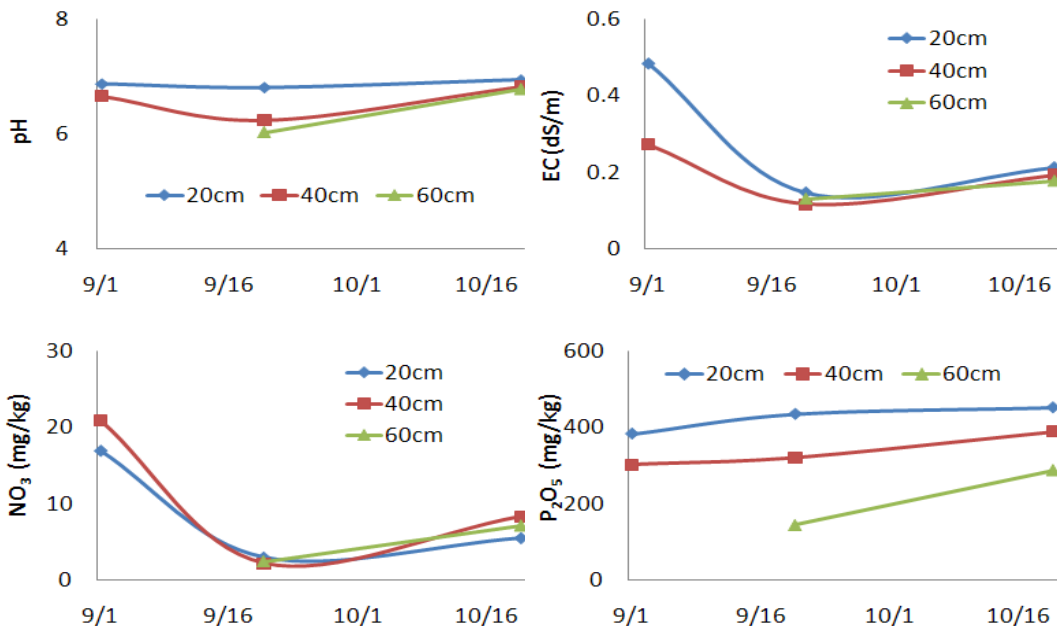 8
6
4
pH
20cm 40cm 60cm
9/1 9/16 10/1 10/16
0.6
0.4
0.2
0
EC (dS/m)
20cm
40cm
60cm
9/1 9/16 10/1 10/16
30
20
10
0
NO₃ (mg/kg)
20cm
40cm
60cm
9/1 9/16 10/1 10/16
600
400
200
0
P₂O₅ (mg/kg)
20cm 40cm 60cm
9/1 9/16 10/1 10/16